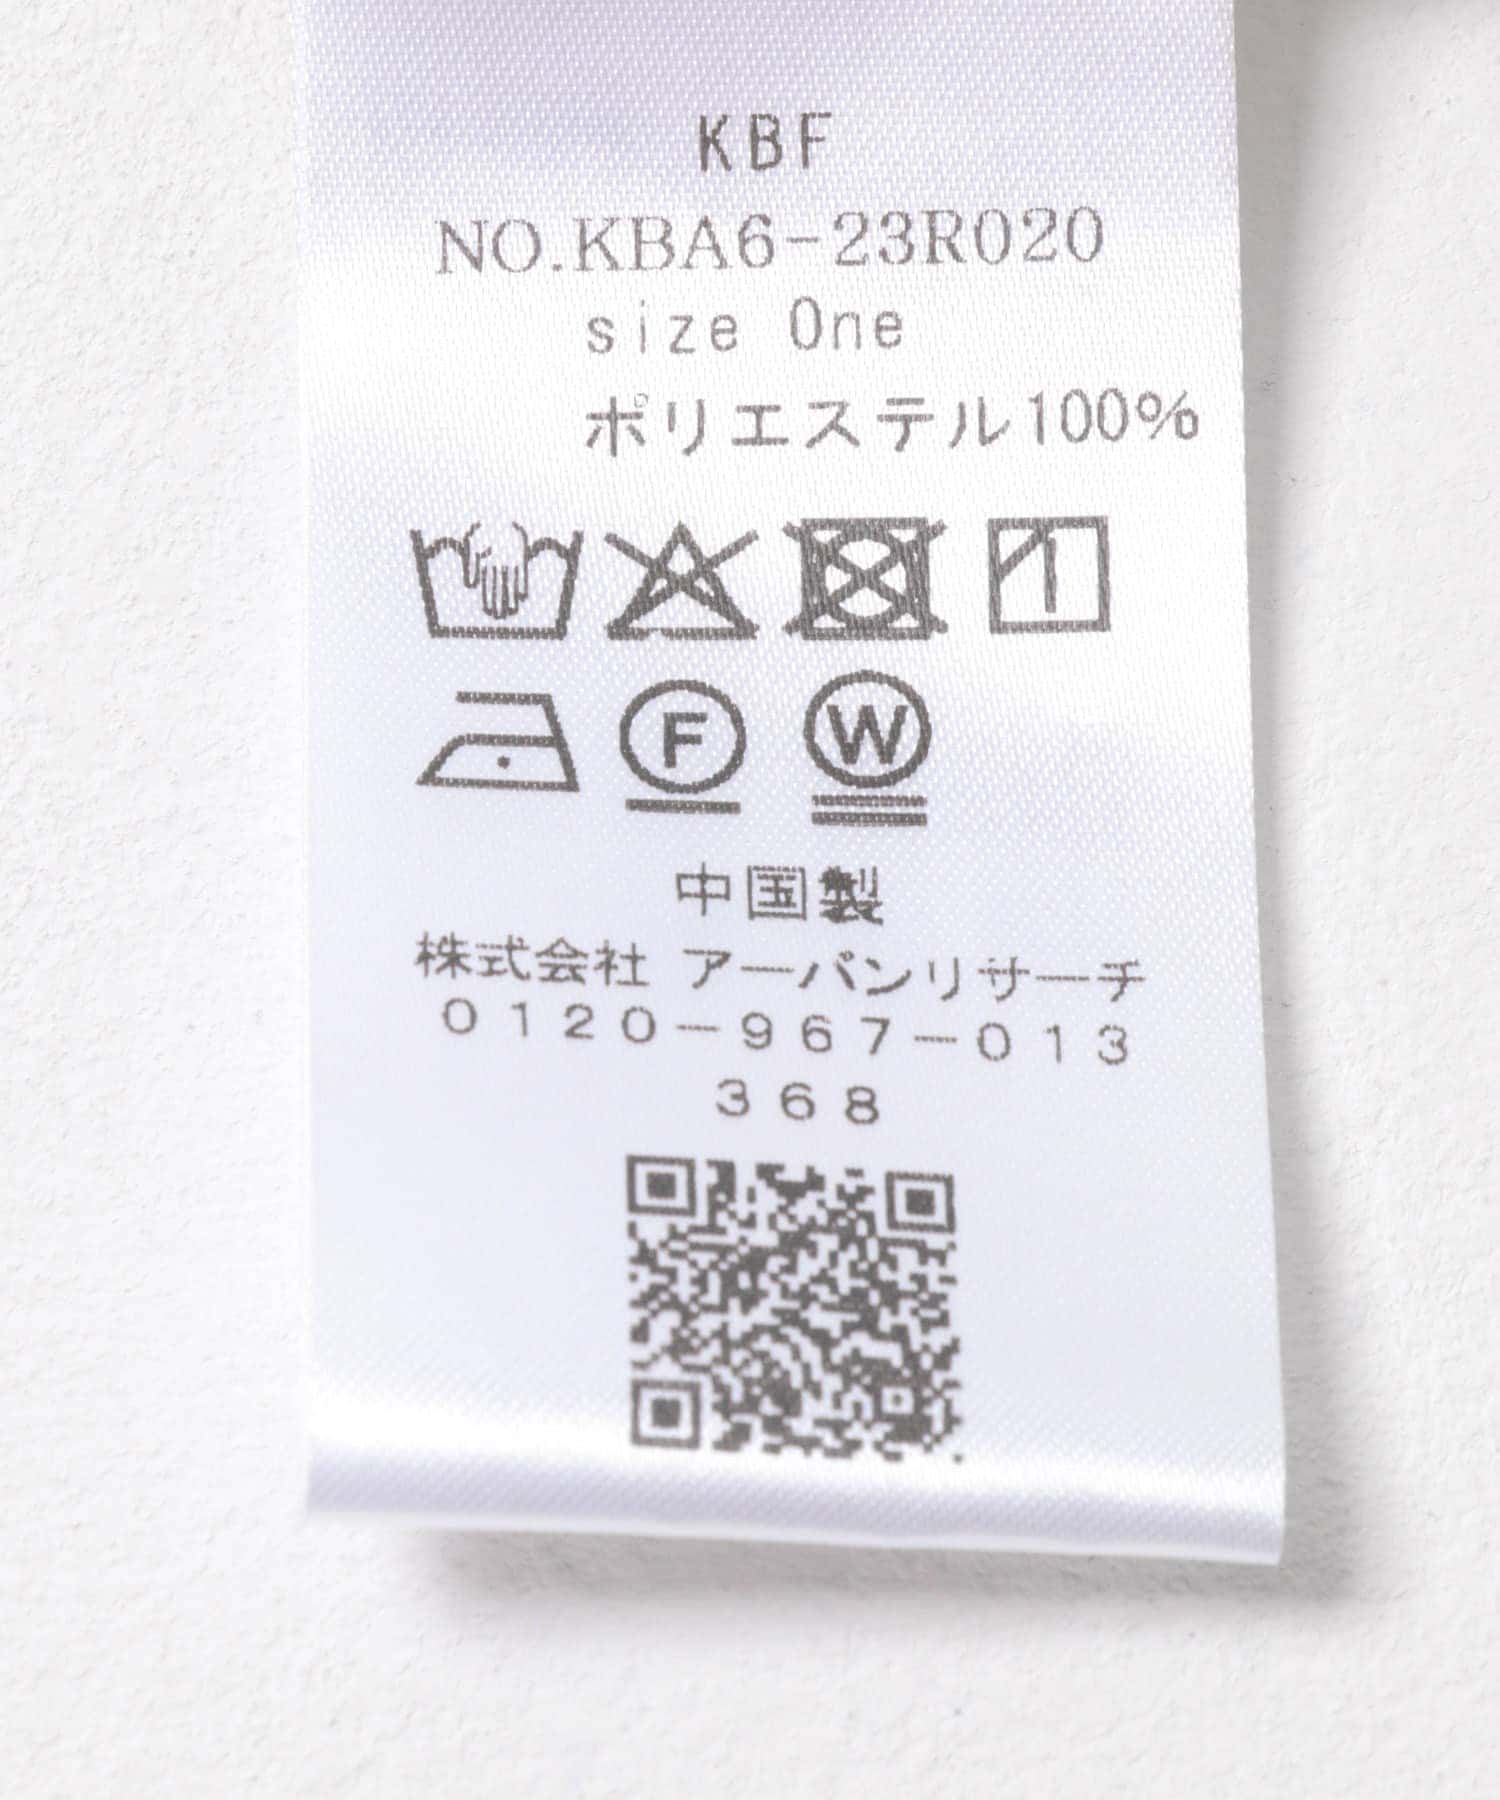 KBF
NO.KBA6-23R020
size One
ポリエステル100%
F W
中国製
株式会社 アーバンリサーチ
0120-967-013
368